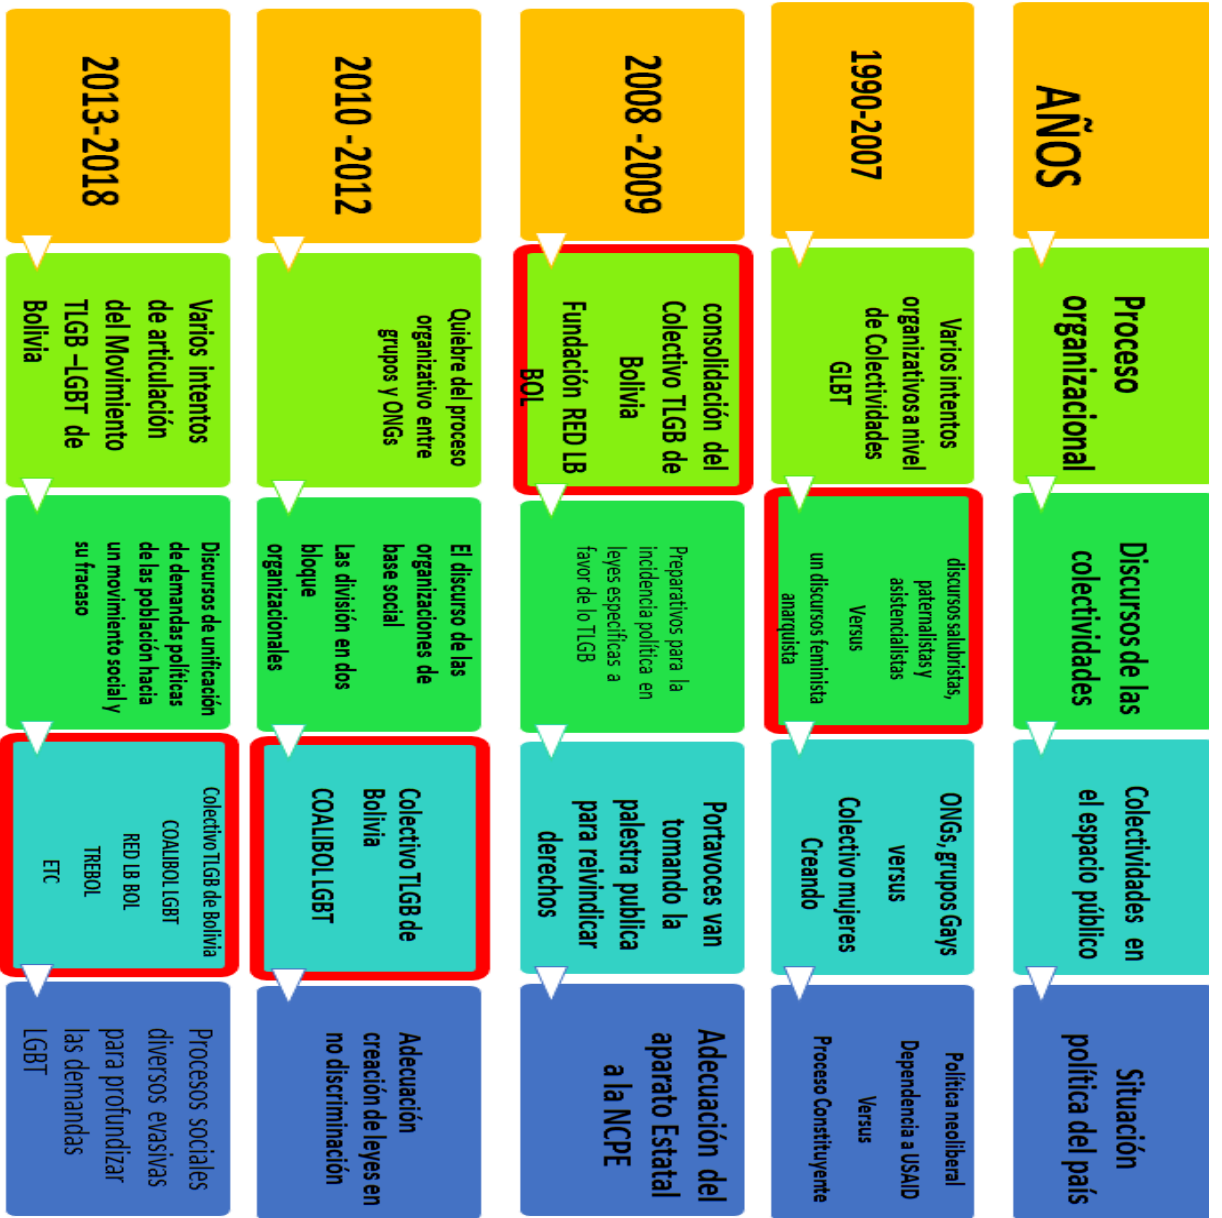 AÑOS
Proceso
organizacional
Discursos de las
colectividades
Colectividades en
el espacio público
Situación
política del país
1990-2007
Varios intentos
organizativos a nivel
de Colectividades
GLBT
discursos salubristas,
paternalistas y
asistencialistas
Versus
un discursos feminista
anarquista
ONGs, grupos Gays
versus
Colectivo mujeres
Creando
Política neoliberal
Dependencia a USAID
Versus
Proceso Constituyente
2008 -2009
consolidación del
Colectivo TLGB de
Bolivia
Fundación RED LB
BOL
Preparativos para la
incidencia política en
leyes especificas a
favor de lo TLGB
Portavoces van
tomando la
palestra publica
para reivindicar
derechos
Adecuación del
aparato Estatal
a la NCPE
2010 -2012
Quiebre del proceso
organizativo entre
grupos y ONGs
El discurso de las
organizaiones de
base social
Las división en dos
bloque
organizacionales
Colectivo TLGB de
Bolivia
COALIBOL LGBT
Adecuación
creación de leyes en
no discriminación
2013-2018
Varios intentos
de articulación
del Movimiento
TLGB –LGBT de
Bolivia
Discursos de unificación
de demandas políticas
de las población hacia
un movimiento social y
su fracaso
Colectivo TLGB de Bolivia
COALIBOL LGBT
RED LB BOL
TREBOL
ETC
Procesos sociales
diversos evasivas
para profundizar
las demandas
LGBT